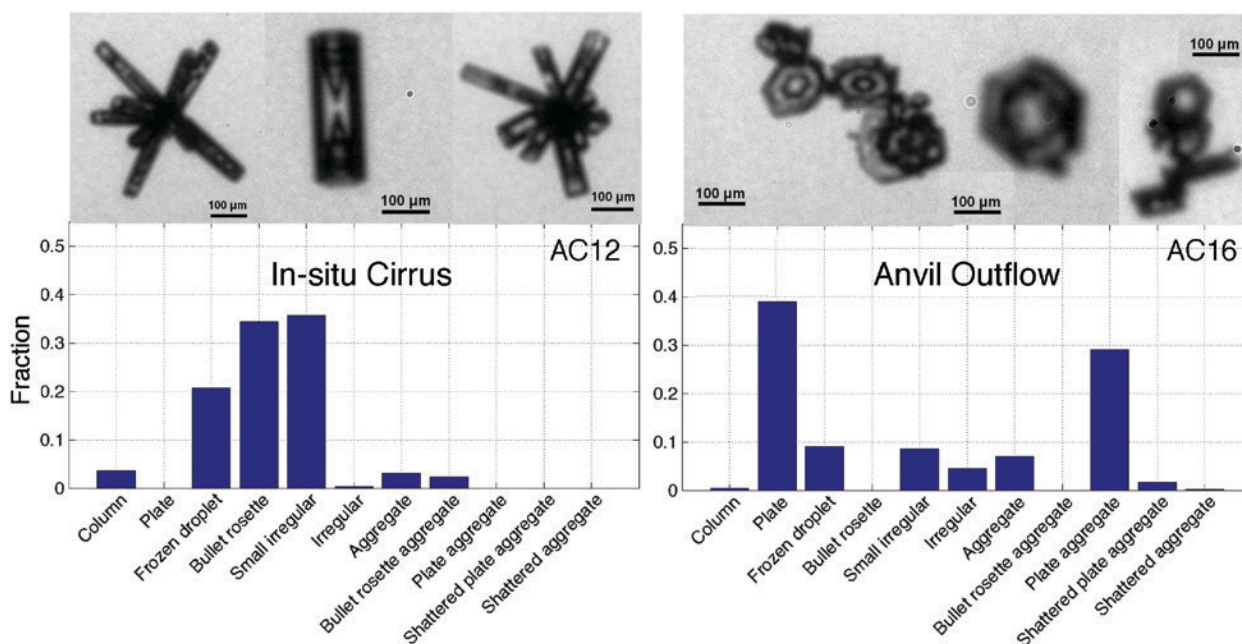 100 μm
100 μm
100 μm
100 μm
100 μm
100 μm
AC12
In-situ Cirrus
Fraction
0.5
0.4
0.3
0.2
0.1
0
Column
Plate
Frozen droplet
Bullet rosette
Small irregular
Irregular
Aggregate
Bullet rosette aggregate
Plate aggregate
Shattered plate aggregate
Shattered aggregate
AC16
Anvil Outflow
0.5
0.4
0.3
0.2
0.1
0
Column
Plate
Frozen droplet
Bullet rosette
Small irregular
Irregular
Aggregate
Bullet rosette aggregate
Plate aggregate
Shattered plate aggregate
Shattered aggregate